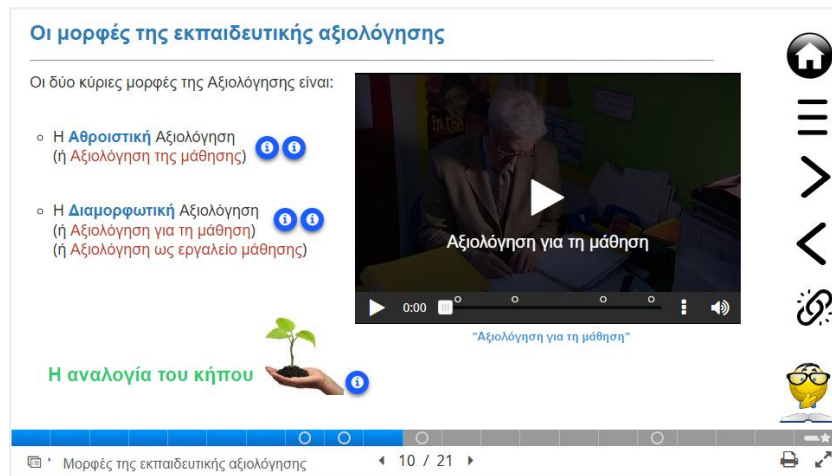 Οι μορφές της εκπαιδευτικής αξιολόγησης
Οι δύο κύριες μορφές της Αξιολόγησης είναι:
Η Αθροιστική Αξιολόγηση
(ή Αξιολόγηση της μάθησης)
Η Διαμορφωτική Αξιολόγηση
(ή Αξιολόγηση για τη μάθηση)
(ή Αξιολόγηση ως εργαλείο μάθησης)
Η αναλογία του κήπου
in the
Αξιολόγηση για τη μάθηση
0:00
"Αξιολόγηση για τη μάθηση"
Μορφές της εκπαιδευτικής αξιολόγησης
10 / 21